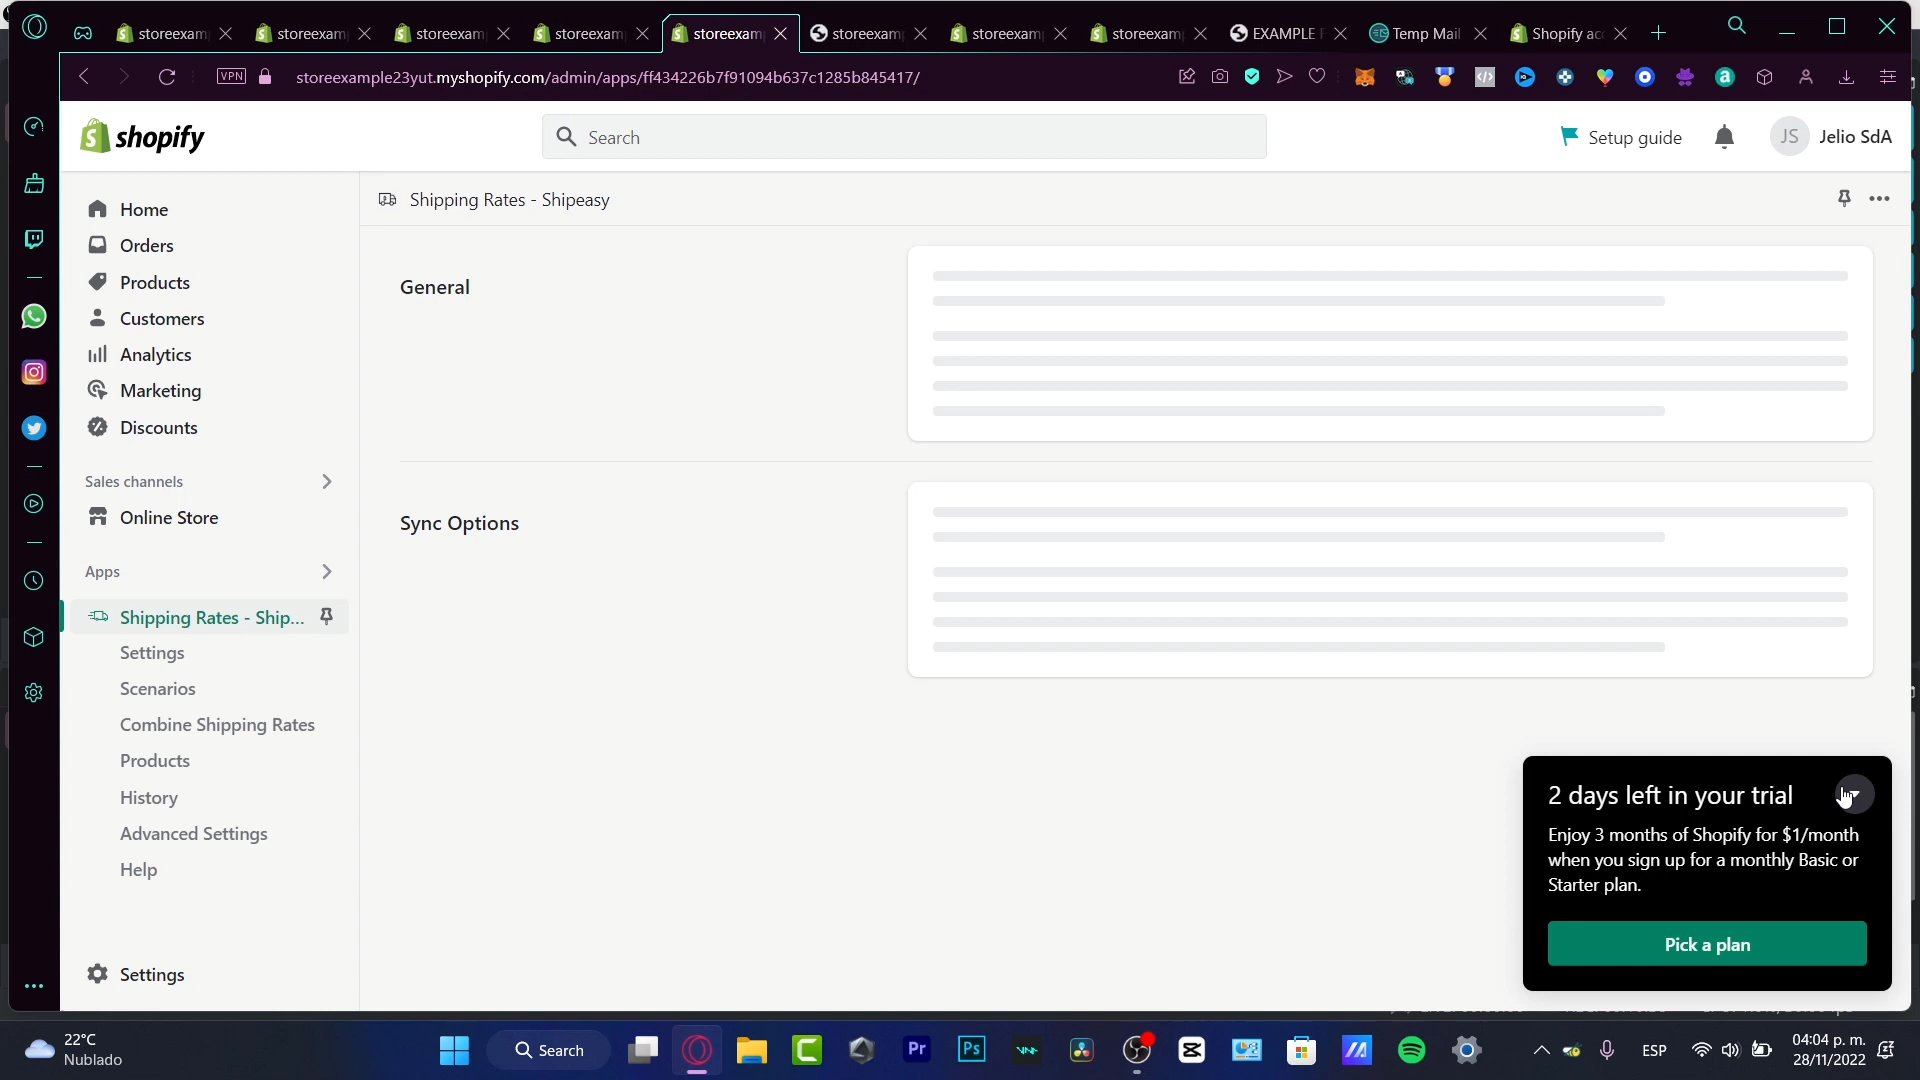 storeexam
storeexam
storeexam
storeexam
storeexam
storeexam
storeexam
storeexam
EXAMPLE
Temp Mail
Shopify acc
VPN
storeexample23yut.myshopify.com/admin/apps/ff434226b7f91094b637c1285b845417/
shopify
Search
Setup guide
JS
Jelio SdA
Home
Orders
Products
Customers
Analytics
Marketing
Discounts
Sales channels
Online Store
Apps
Shipping Rates - Ship...
Settings
Scenarios
Combine Shipping Rates
Products
History
Advanced Settings
Help
Settings
Shipping Rates - Shipeasy
General
Sync Options
2 days left in your trial
Enjoy 3 months of Shopify for $1/month
when you sign up for a monthly Basic or
Starter plan.
Pick a plan
22°C
Nublado
Search
Pr
Ps
ESP
04:04 p. m.
28/11/2022